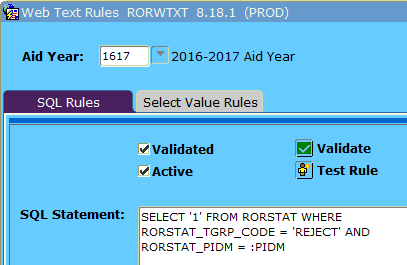 Web Text Rules RORWTXT 8.18.1 (PROD)
Aid Year: 1617 2016-2017 Aid Year
SQL Rules Select Value Rules
Validated Validate
Active Test Rule
SQL Statement: SELECT '1' FROM RORSTAT WHERE
RORSTAT_TGRP_CODE = 'REJECT' AND
RORSTAT_PIDM = :PIDM